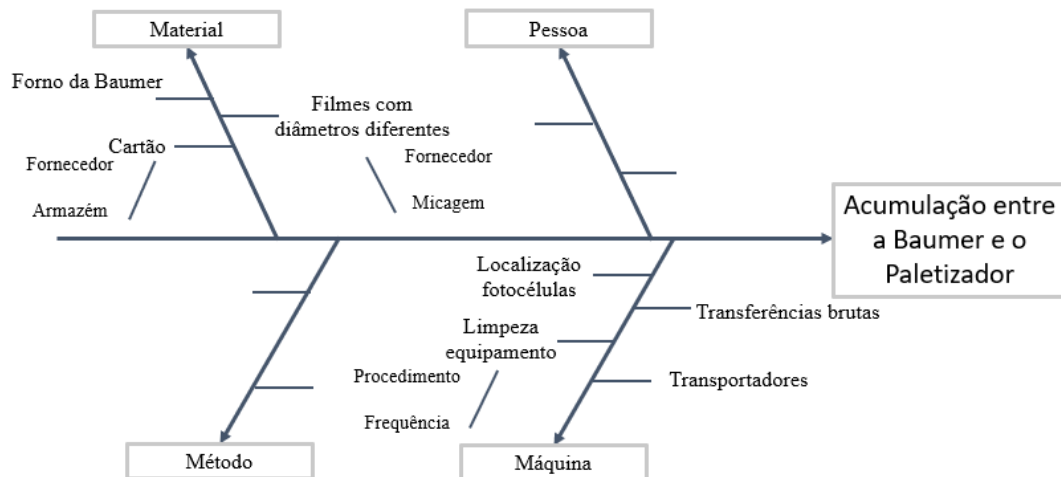 Material
Pessoa
Forno da Baumer
Filmes com
diâmetros diferentes
Cartão
Fornecedor
Fornecedor
Armazém
Micagem
Acumulação entre
a Baumer e o
Paletizador
Localização
fotocélulas
Transferências brutas
Limpeza
equipamento
Procedimento
Transportadores
Frequência
Método
Máquina